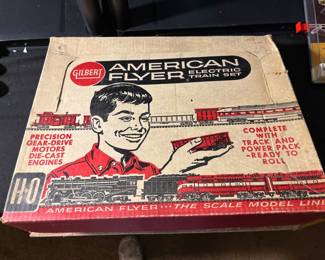 GILBERT
AMERICAN
FLYER
ELECTRIC
TRAIN SET
PRECISION
GEAR-DRIVE
MOTORS
DIE-CAST
ENGINES
COMPLETE
WITH
TRACK AND
POWER PACK
-READY TO
ROLL
HO
AMERICAN FLYER···THE SCALE MODEL LINE